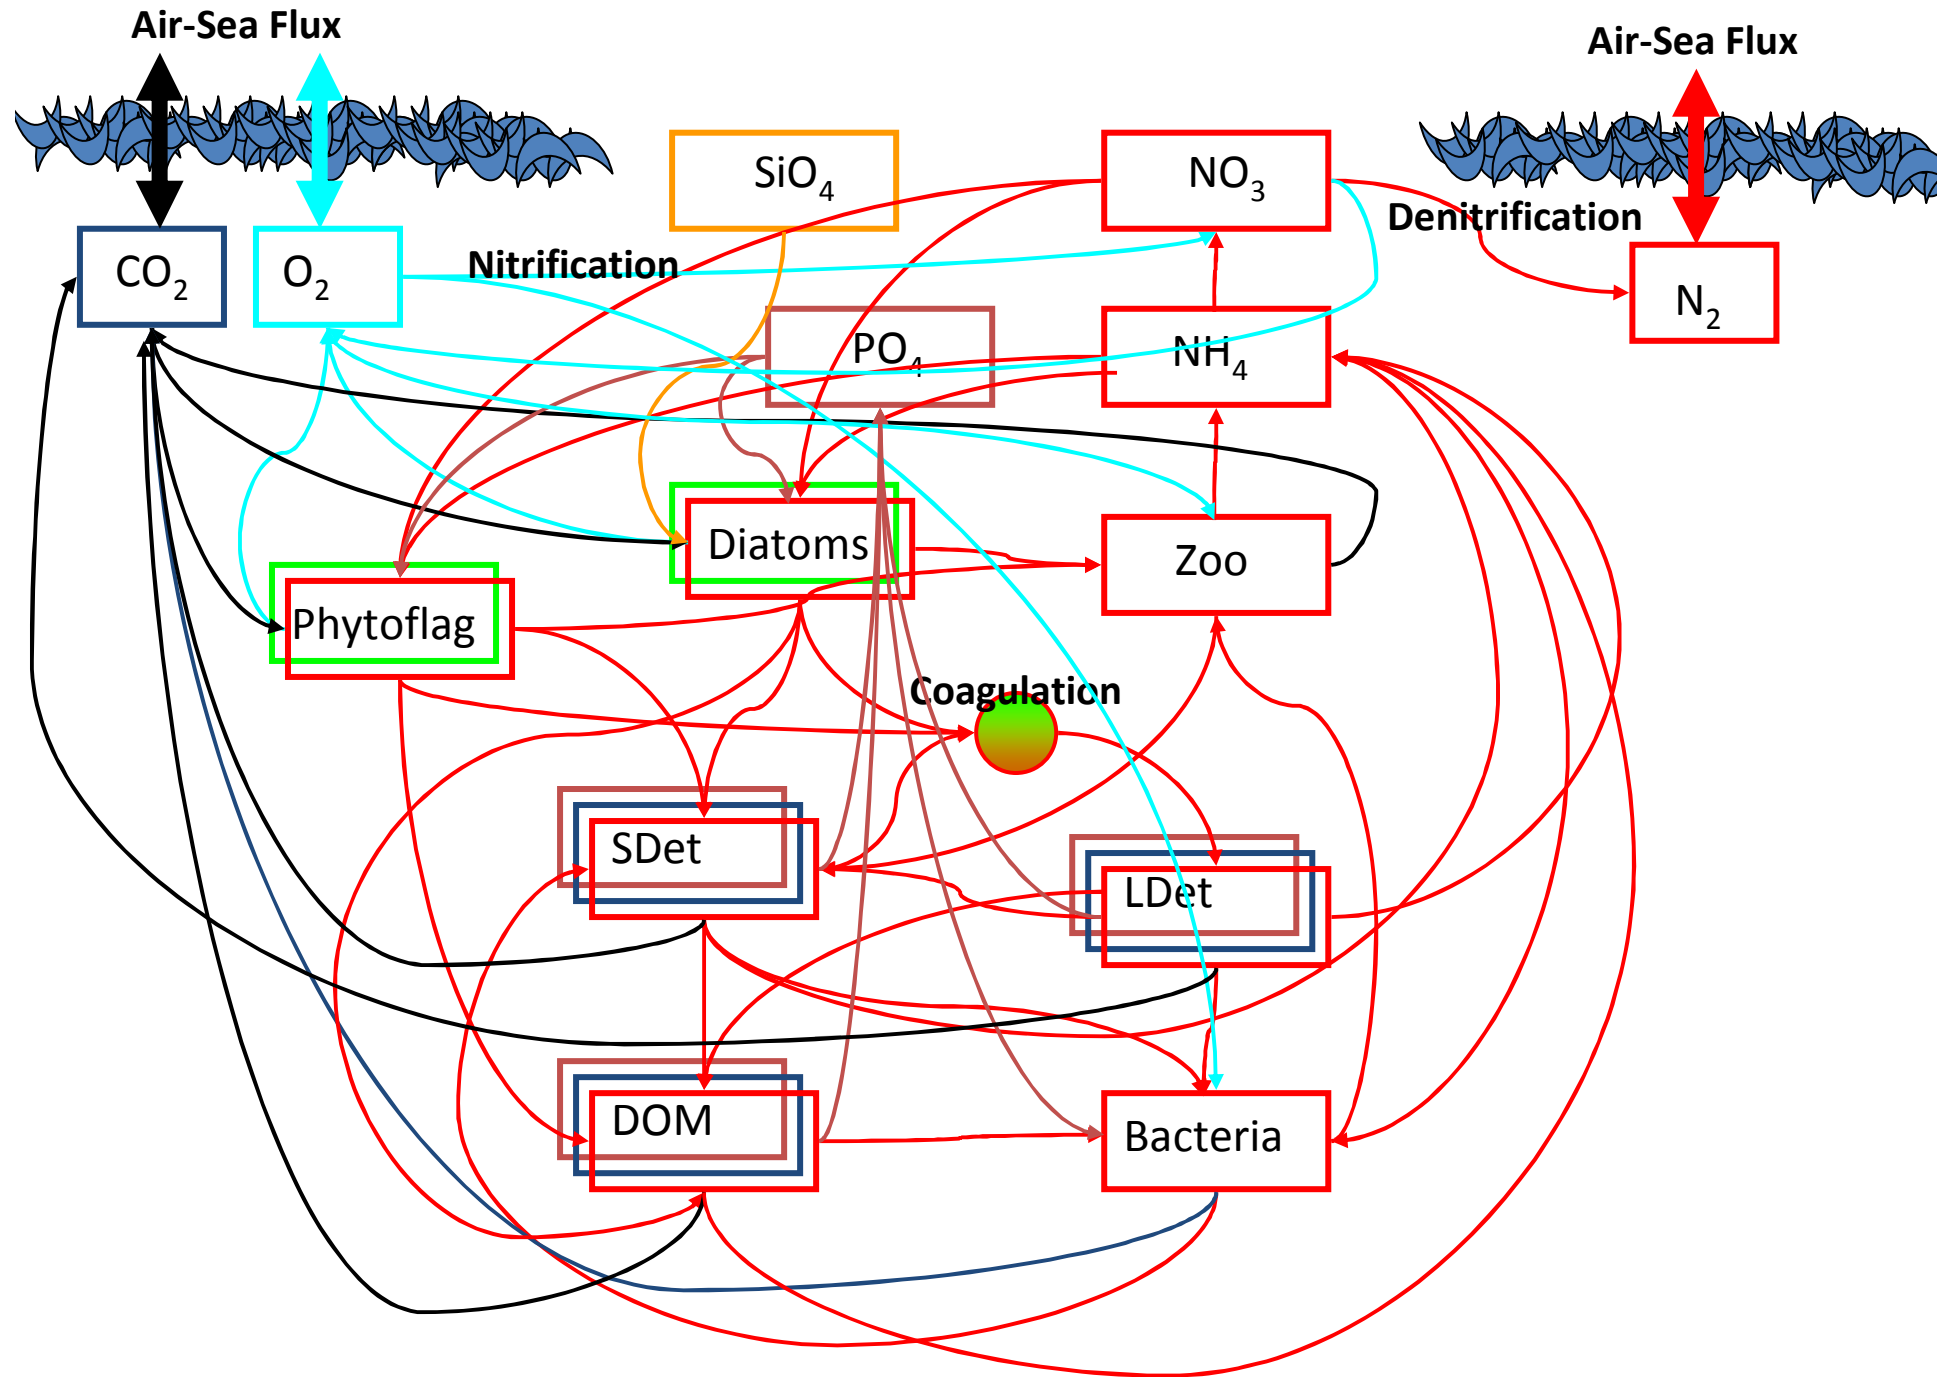 Air-Sea Flux
Air-Sea Flux
SiO4
NO3
Denitrification
CO2
O2
Nitrification
N2
PO4
NH4
Diatoms
Zoo
Phytoflag
Coagulation
SDet
LDet
DOM
Bacteria